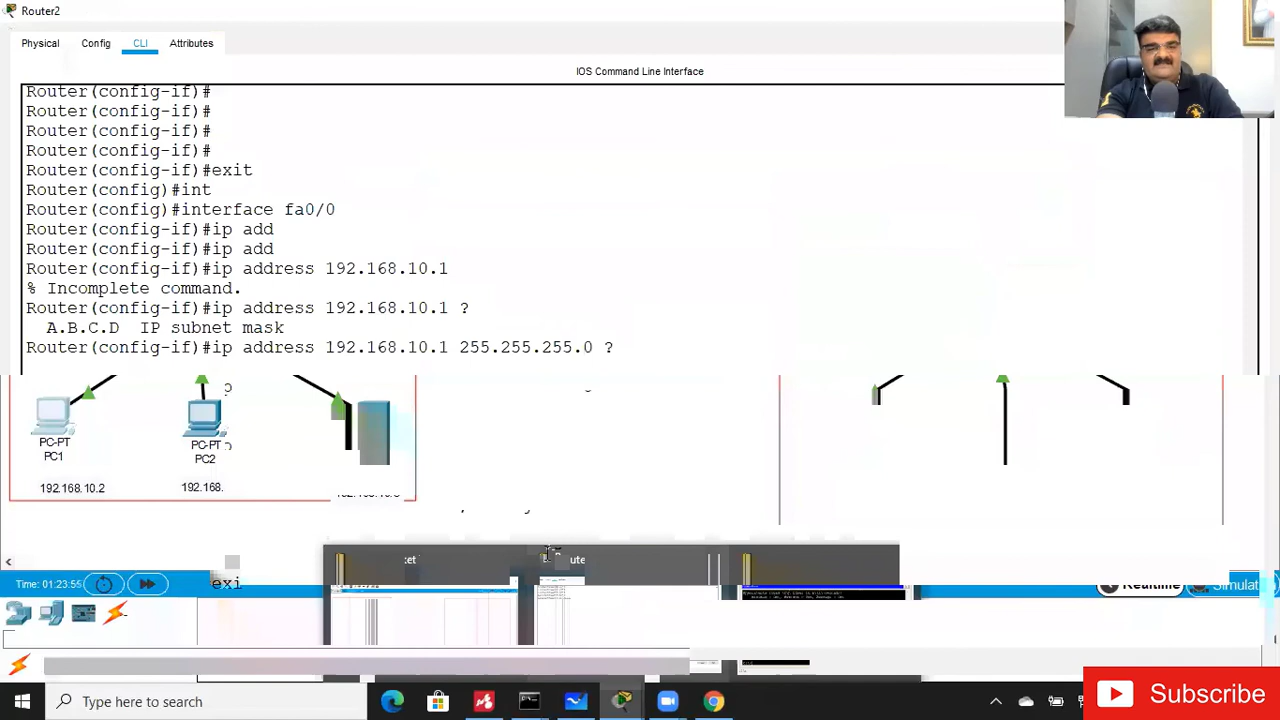 Router2
Physical Config CLI Attributes
IOS Command Line Interface
Router(config-if)#
Router(config-if)#
Router(config-if)#
Router(config-if)#
Router(config-if)#exit
Router(config)#int
Router(config)#interface fa0/0
Router(config-if)#ip add
Router(config-if)#ip add
Router(config-if)#ip address 192.168.10.1
% Incomplete command.
Router(config-if)#ip address 192.168.10.1 ?
A.B.C.D IP subnet mask
Router(config-if)#ip address 192.168.10.1 255.255.255.0 ?
PC-PT
PC1
192.168.10.2
PC-PT
PC2
192.168.
Time: 01:23:55
exi
Realtime
Simulati
Type here to search
Subscribe